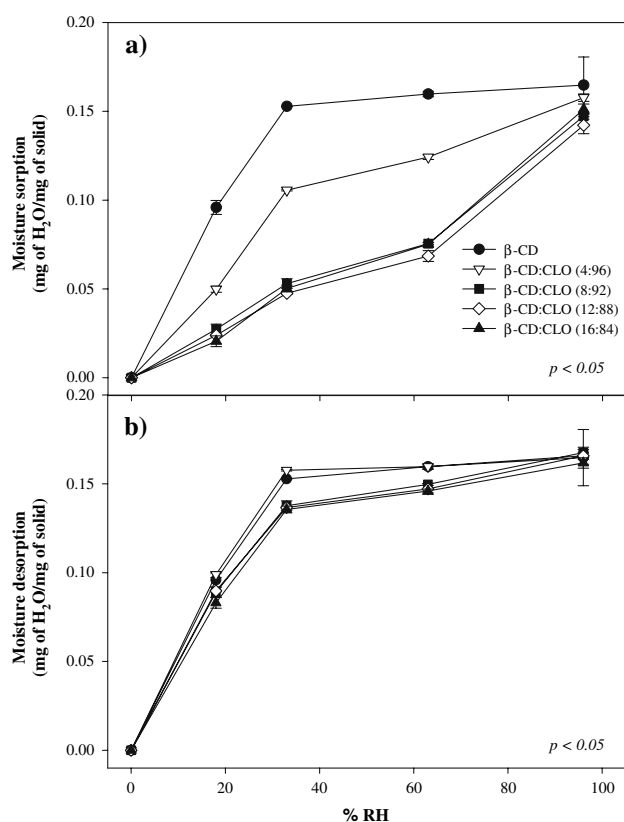 a)
0.20
0.15
0.10
0.05
0.00
Moisture sorption
(mg of H₂O/mg of solid)
β-CD
β-CD:CLO (4:96)
β-CD:CLO (8:92)
β-CD:CLO (12:88)
β-CD:CLO (16:84)
p < 0.05
b)
0.20
0.15
0.10
0.05
0.00
Moisture desorption
(mg of H₂O/mg of solid)
p < 0.05
0 20 40 60 80 100
% RH